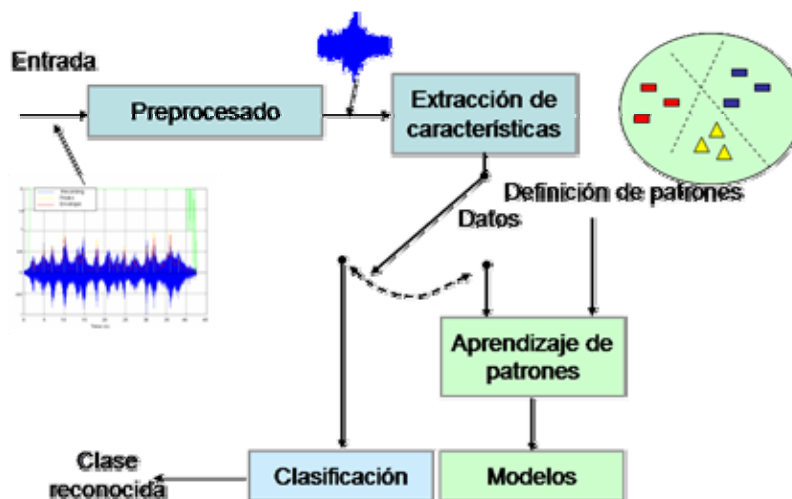 Entrada
Preprocesado
Extracción de
características
Definición de patrones
Datos
Aprendizaje de
patrones
Clase
reconocida
Clasificación
Modelos